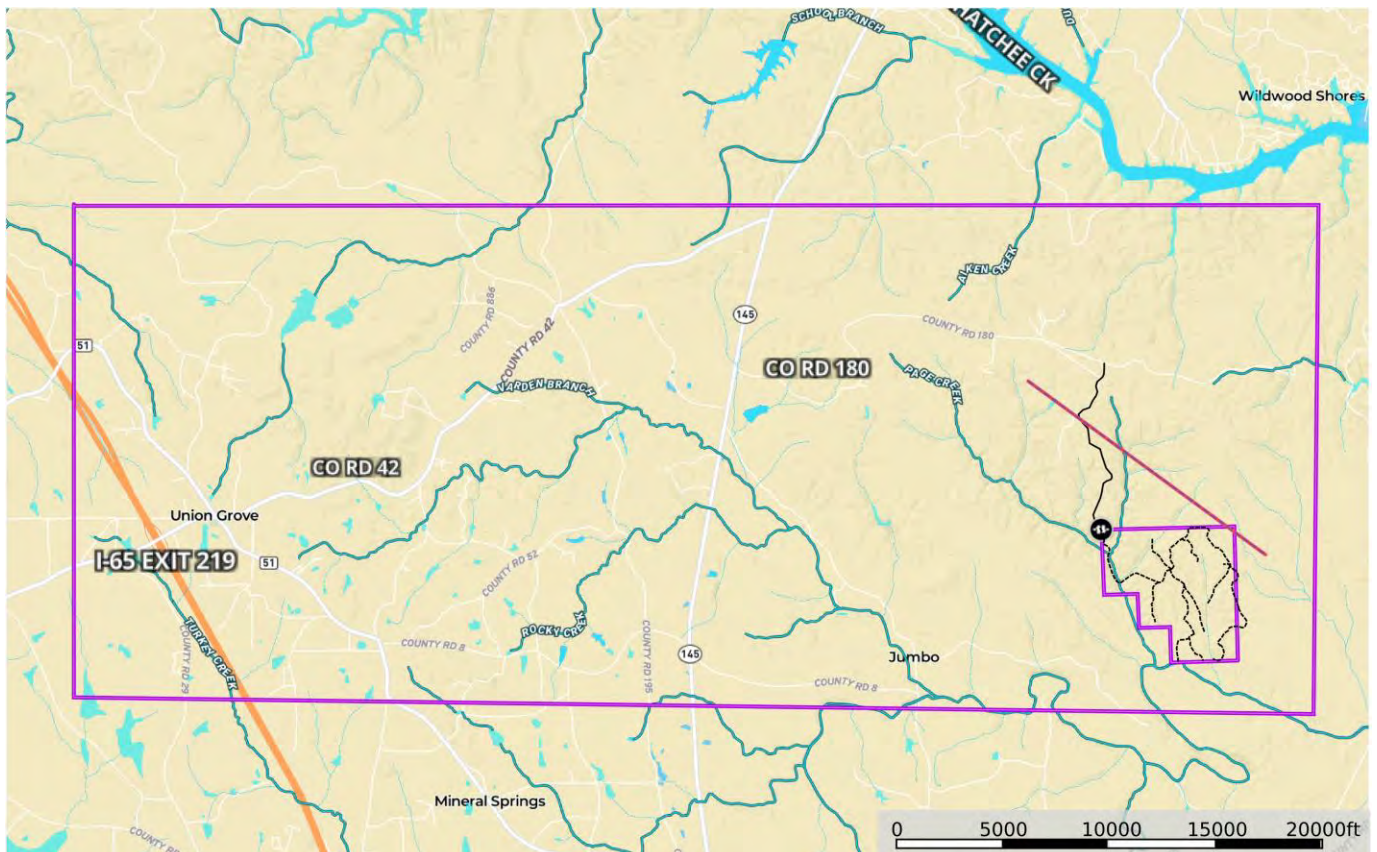 SCHOOL BRANCH
HATCHEE CK
Wildwood Shores
ALKEN CREEK
51
COUNTY RD 886
COUNTY RD 42
145
COUNTY RD 180
CO RD 180
PAGE CREEK
VARDEN BRANCH
CO RD 42
Union Grove
I-65 EXIT 219
51
COUNTY RD 52
TURKEY CREEK
COUNTY RD 29
ROCKY CREEK
COUNTY RD 8
COUNTY RD 195
145
Jumbo
COUNTY RD 8
Mineral Springs
COUNTY RD
0 5000 10000 15000 20000ft